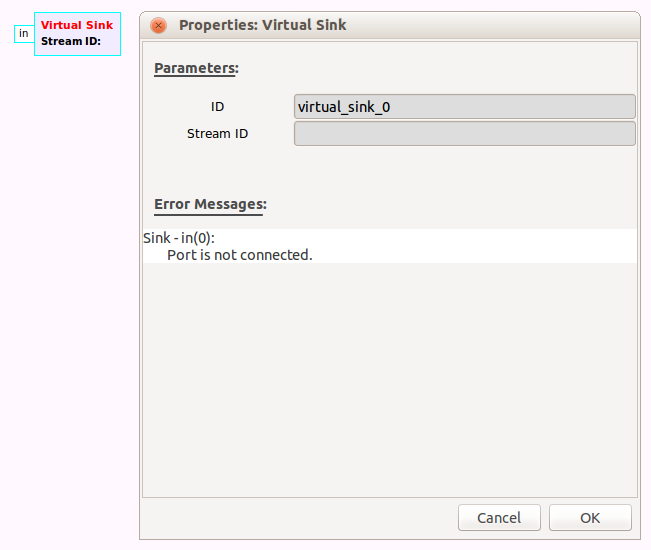 in
Virtual Sink
Stream ID:
Properties: Virtual Sink
Parameters:
ID
virtual_sink_0
Stream ID
Error Messages:
Sink - in(0):
Port is not connected.
Cancel
OK